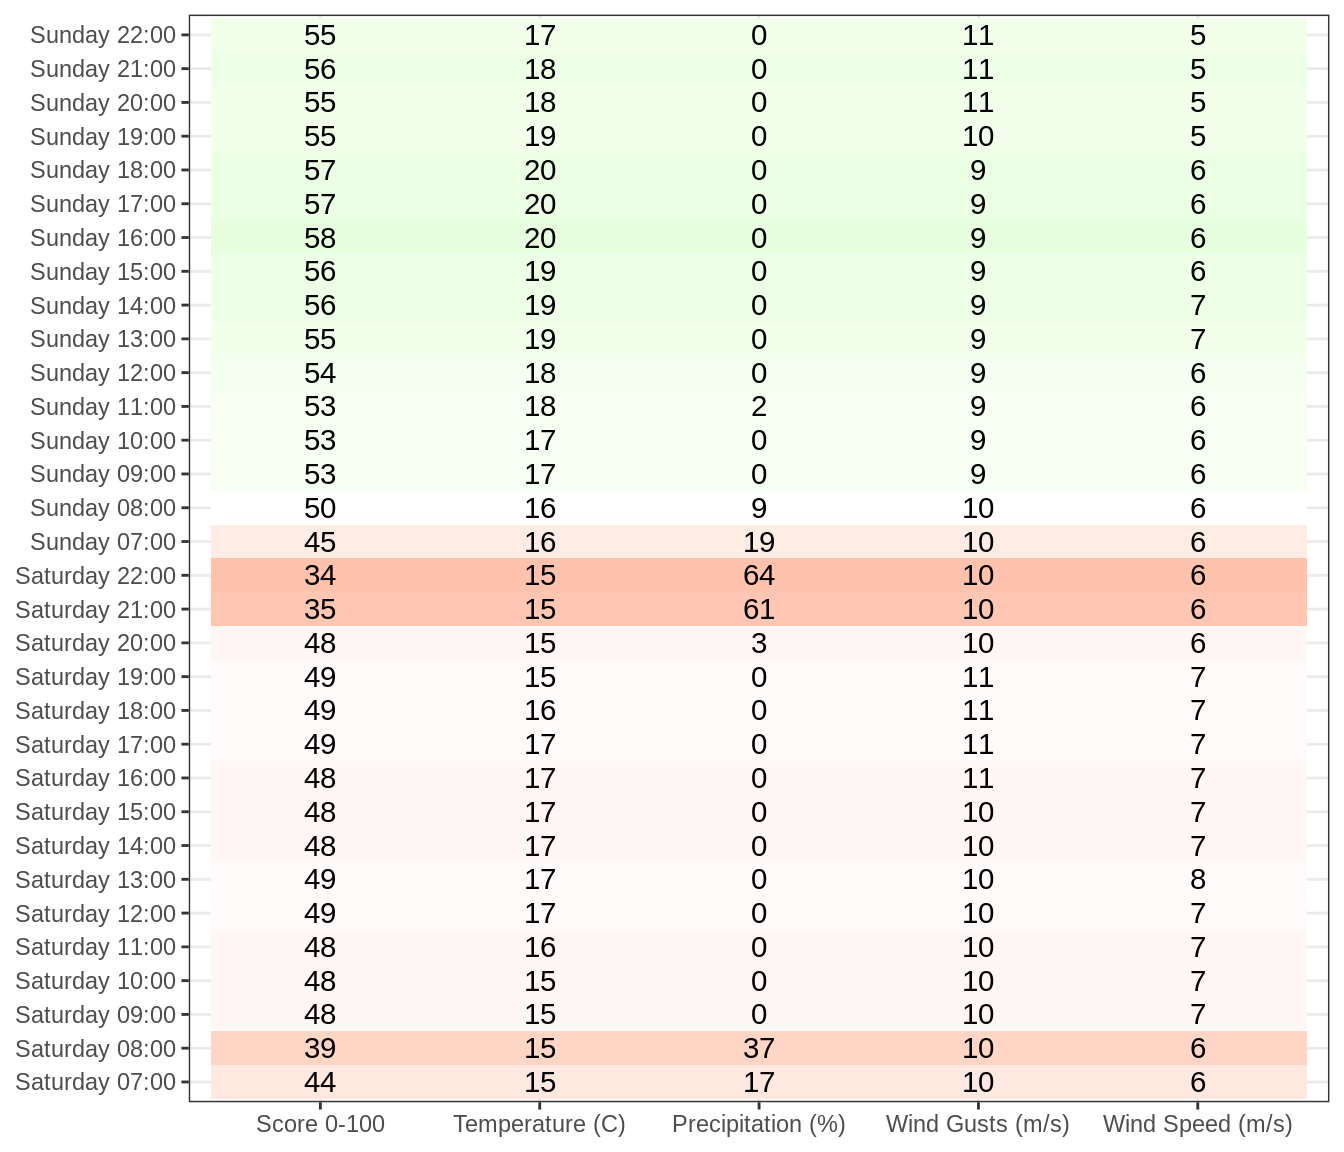 Sunday 22:00 55 17 0 11 5
Sunday 21:00 56 18 0 11 5
Sunday 20:00 55 18 0 11 5
Sunday 19:00 55 19 0 10 5
Sunday 18:00 57 20 0 9 6
Sunday 17:00 57 20 0 9 6
Sunday 16:00 58 20 0 9 6
Sunday 15:00 56 19 0 9 6
Sunday 14:00 56 19 0 9 7
Sunday 13:00 55 19 0 9 7
Sunday 12:00 54 18 0 9 6
Sunday 11:00 53 18 2 9 6
Sunday 10:00 53 17 0 9 6
Sunday 09:00 53 17 0 9 6
Sunday 08:00 50 16 9 10 6
Sunday 07:00 45 16 19 10 6
Saturday 22:00 34 15 64 10 6
Saturday 21:00 35 15 61 10 6
Saturday 20:00 48 15 3 10 6
Saturday 19:00 49 15 0 11 7
Saturday 18:00 49 16 0 11 7
Saturday 17:00 49 17 0 11 7
Saturday 16:00 48 17 0 11 7
Saturday 15:00 48 17 0 10 7
Saturday 14:00 48 17 0 10 7
Saturday 13:00 49 17 0 10 8
Saturday 12:00 49 17 0 10 7
Saturday 11:00 48 16 0 10 7
Saturday 10:00 48 15 0 10 7
Saturday 09:00 48 15 0 10 7
Saturday 08:00 39 15 37 10 6
Saturday 07:00 44 15 17 10 6
Score 0-100 Temperature (C) Precipitation (%) Wind Gusts (m/s) Wind Speed (m/s)